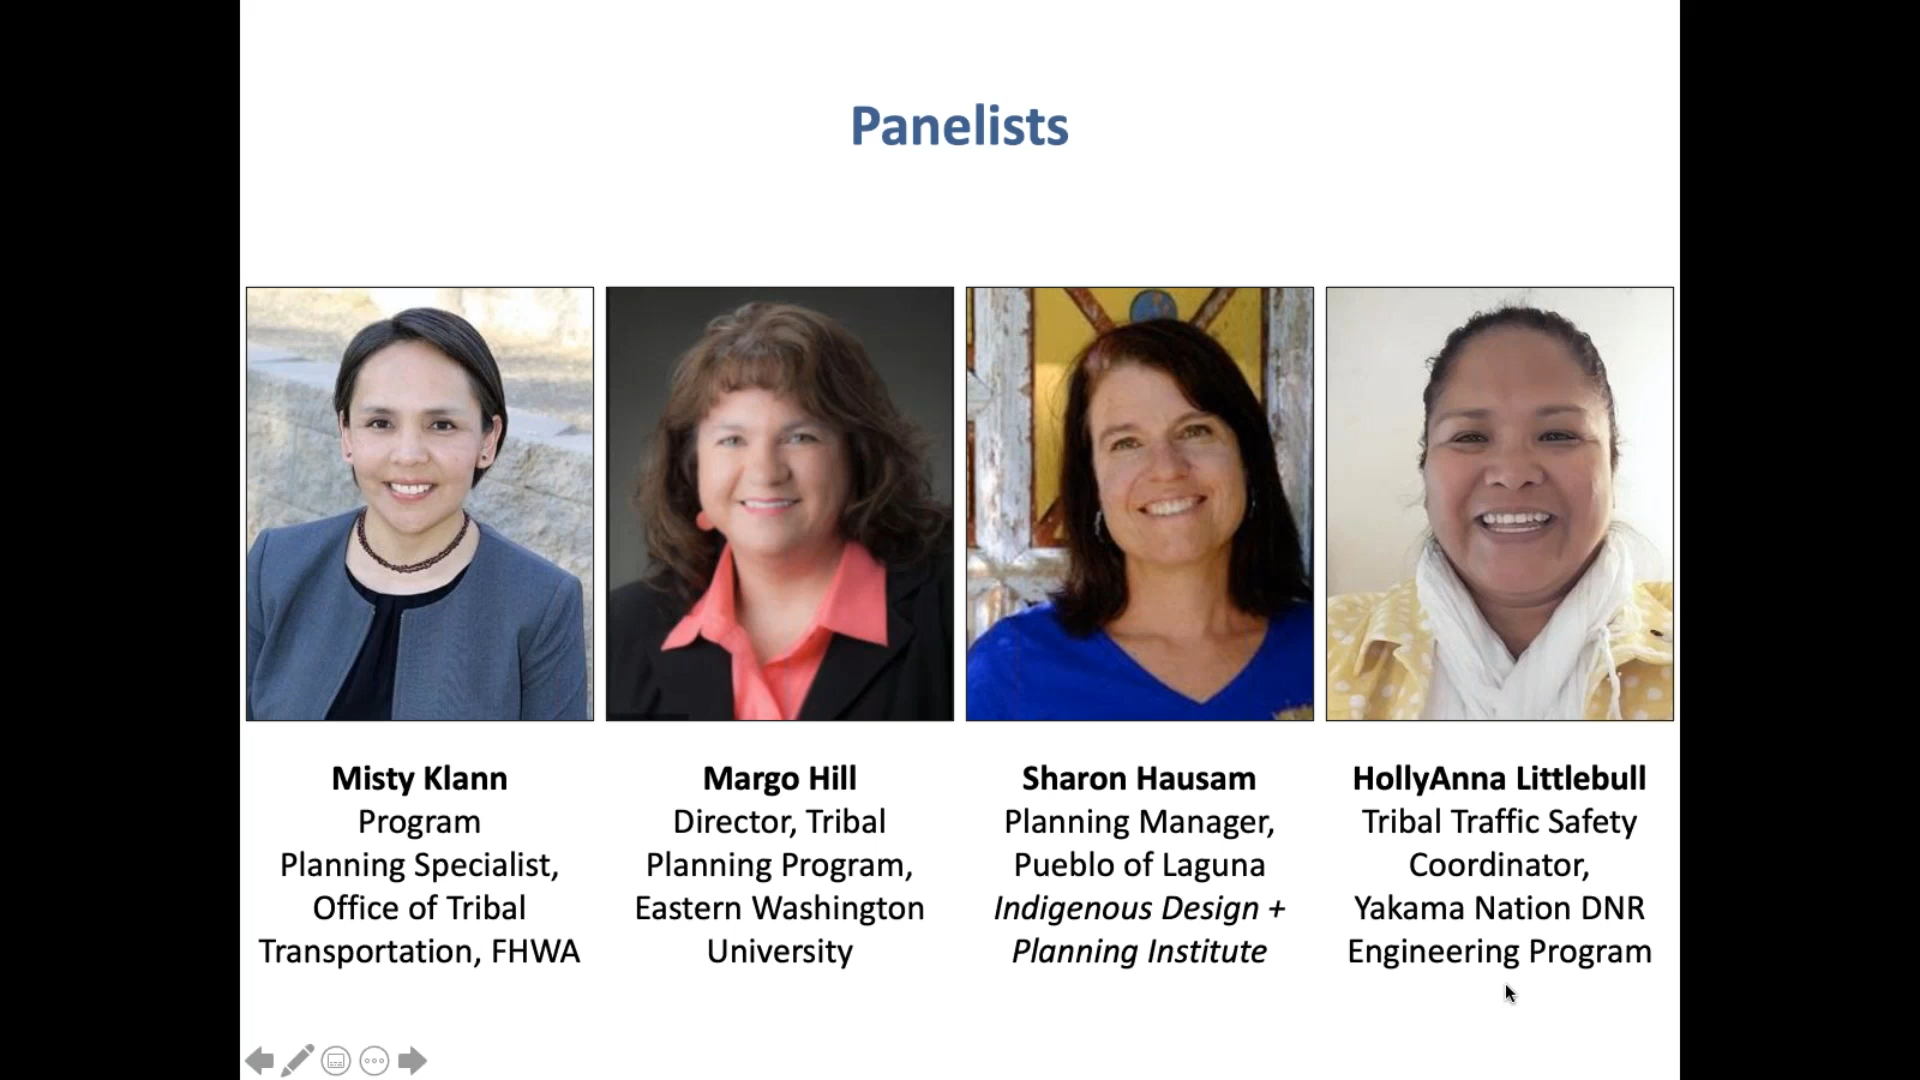 Panelists
Misty Klann
Program
Planning Specialist,
Office of Tribal
Transportation, FHWA
Margo Hill
Director, Tribal
Planning Program,
Eastern Washington
University
Sharon Hausam
Planning Manager,
Pueblo of Laguna
Indigenous Design +
Planning Institute
HollyAnna Littlebull
Tribal Traffic Safety
Coordinator,
Yakama Nation DNR
Engineering Program